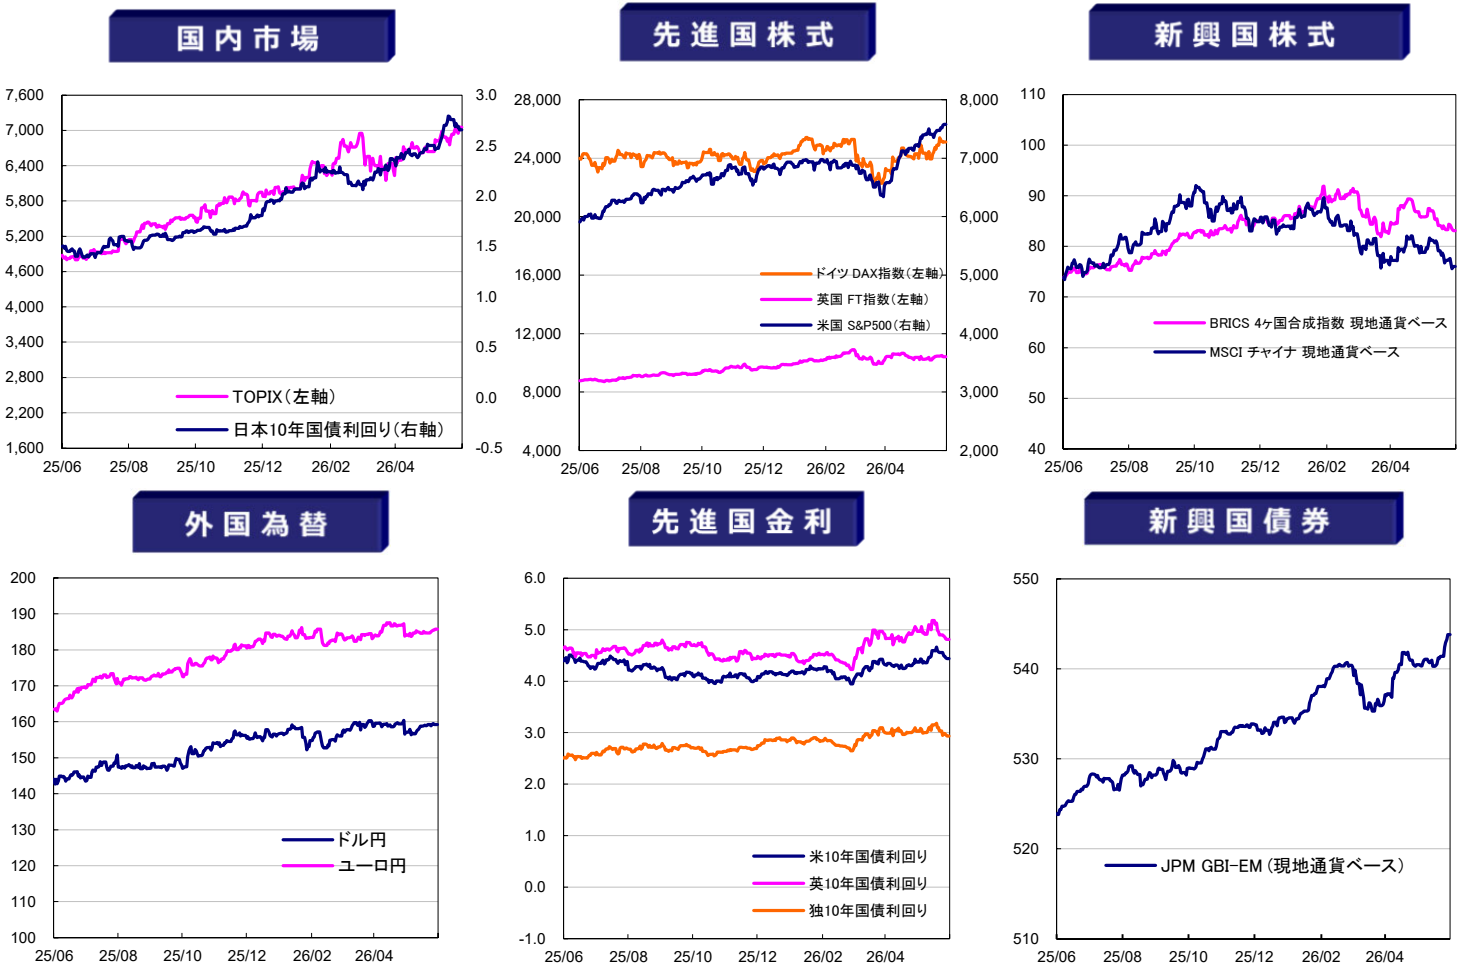 国内市場
先進国株式
新興国株式
7,600
7,000
6,400
5,800
5,200
4,600
4,000
3,400
2,800
2,200
1,600
3.0
2.5
2.0
1.5
1.0
0.5
0.0
-0.5
TOPIX（左軸）
日本10年国債利回り（右軸）
25/06 25/08 25/10 25/12 26/02 26/04
28,000
24,000
20,000
16,000
12,000
8,000
4,000
8,000
7,000
6,000
5,000
4,000
3,000
2,000
ドイツ DAX指数（左軸）
英国 FT指数（左軸）
米国 S&P500（右軸）
25/06 25/08 25/10 25/12 26/02 26/04
110
100
90
80
70
60
50
40
BRICS 4ヶ国合成指数 現地通貨ベース
MSCI チャイナ 現地通貨ベース
25/06 25/08 25/10 25/12 26/02 26/04
外国為替
先進国金利
新興国債券
200
190
180
170
160
150
140
130
120
110
100
ドル円
ユーロ円
25/06 25/08 25/10 25/12 26/02 26/04
6.0
5.0
4.0
3.0
2.0
1.0
0.0
-1.0
米10年国債利回り
英10年国債利回り
独10年国債利回り
25/06 25/08 25/10 25/12 26/02 26/04
550
540
530
520
510
JPM GBI-EM（現地通貨ベース）
25/06 25/08 25/10 25/12 26/02 26/04